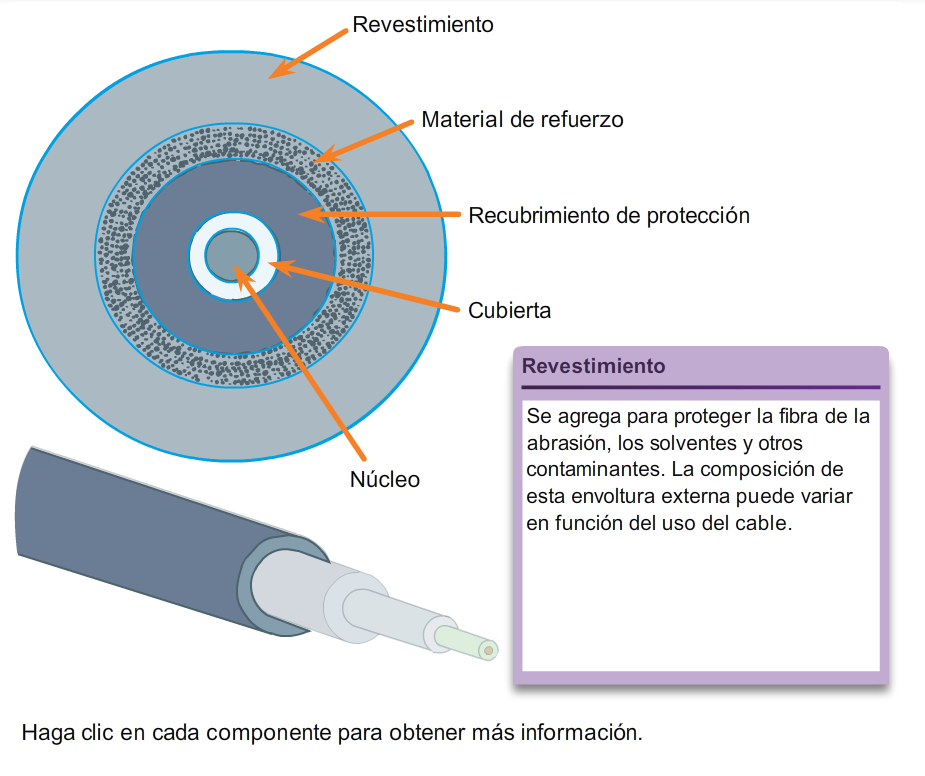 Revestimiento
Material de refuerzo
Recubrimiento de protección
Cubierta
Núcleo
Revestimiento
Se agrega para proteger la fibra de la
abrasión, los solventes y otros
contaminantes. La composición de
esta envoltura externa puede variar
en función del uso del cable.
Haga clic en cada componente para obtener más información.